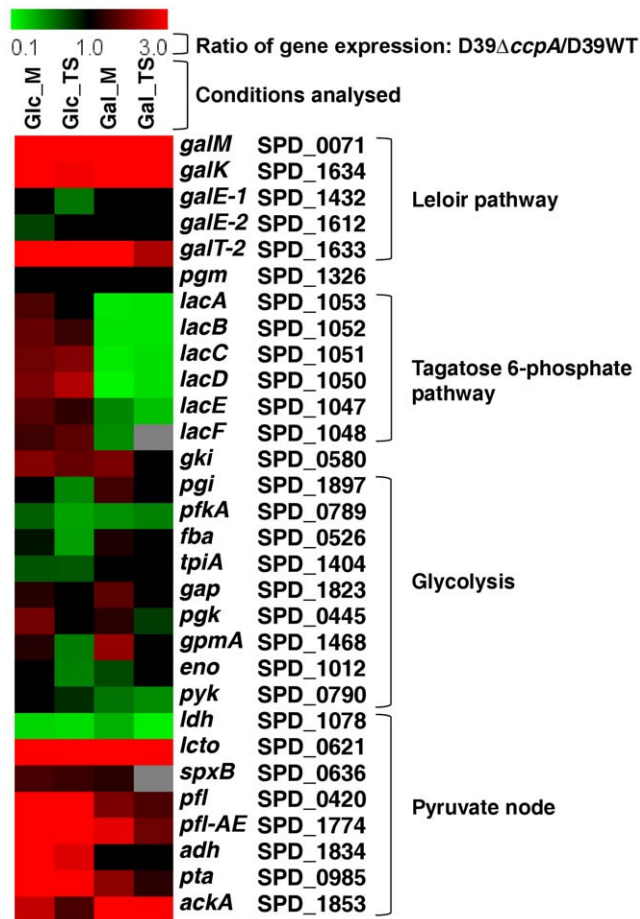 0.1 1.0 3.0
Ratio of gene expression: D39ΔccpA/D39WT
Glc_M Glc_TS Gal_M Gal_TS
Conditions analysed
galM SPD_0071
galK SPD_1634
galE-1 SPD_1432
Leloir pathway
galE-2 SPD_1612
galT-2 SPD_1633
pgm SPD_1326
lacA SPD_1053
lacB SPD_1052
lacC SPD_1051
Tagatose 6-phosphate
lacD SPD_1050
pathway
lacE SPD_1047
lacF SPD_1048
gki SPD_0580
pgi SPD_1897
pfkA SPD_0789
fba SPD_0526
tpiA SPD_1404
Glycolysis
gap SPD_1823
pgk SPD_0445
gpmA SPD_1468
eno SPD_1012
pyk SPD_0790
ldh SPD_1078
lcto SPD_0621
spxB SPD_0636
Pyruvate node
pfl SPD_0420
pfl-AE SPD_1774
adh SPD_1834
pta SPD_0985
ackA SPD_1853